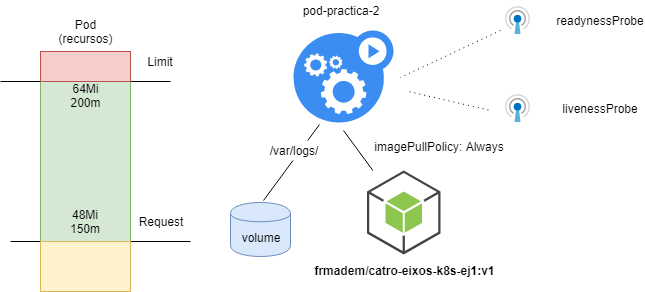 Pod
(recursos)
Limit
64Mi
200m
48Mi
150m
Request
pod-practica-2
readynessProbe
livenessProbe
/var/logs/
imagePullPolicy: Always
volume
frmadem/catro-eixos-k8s-ej1:v1